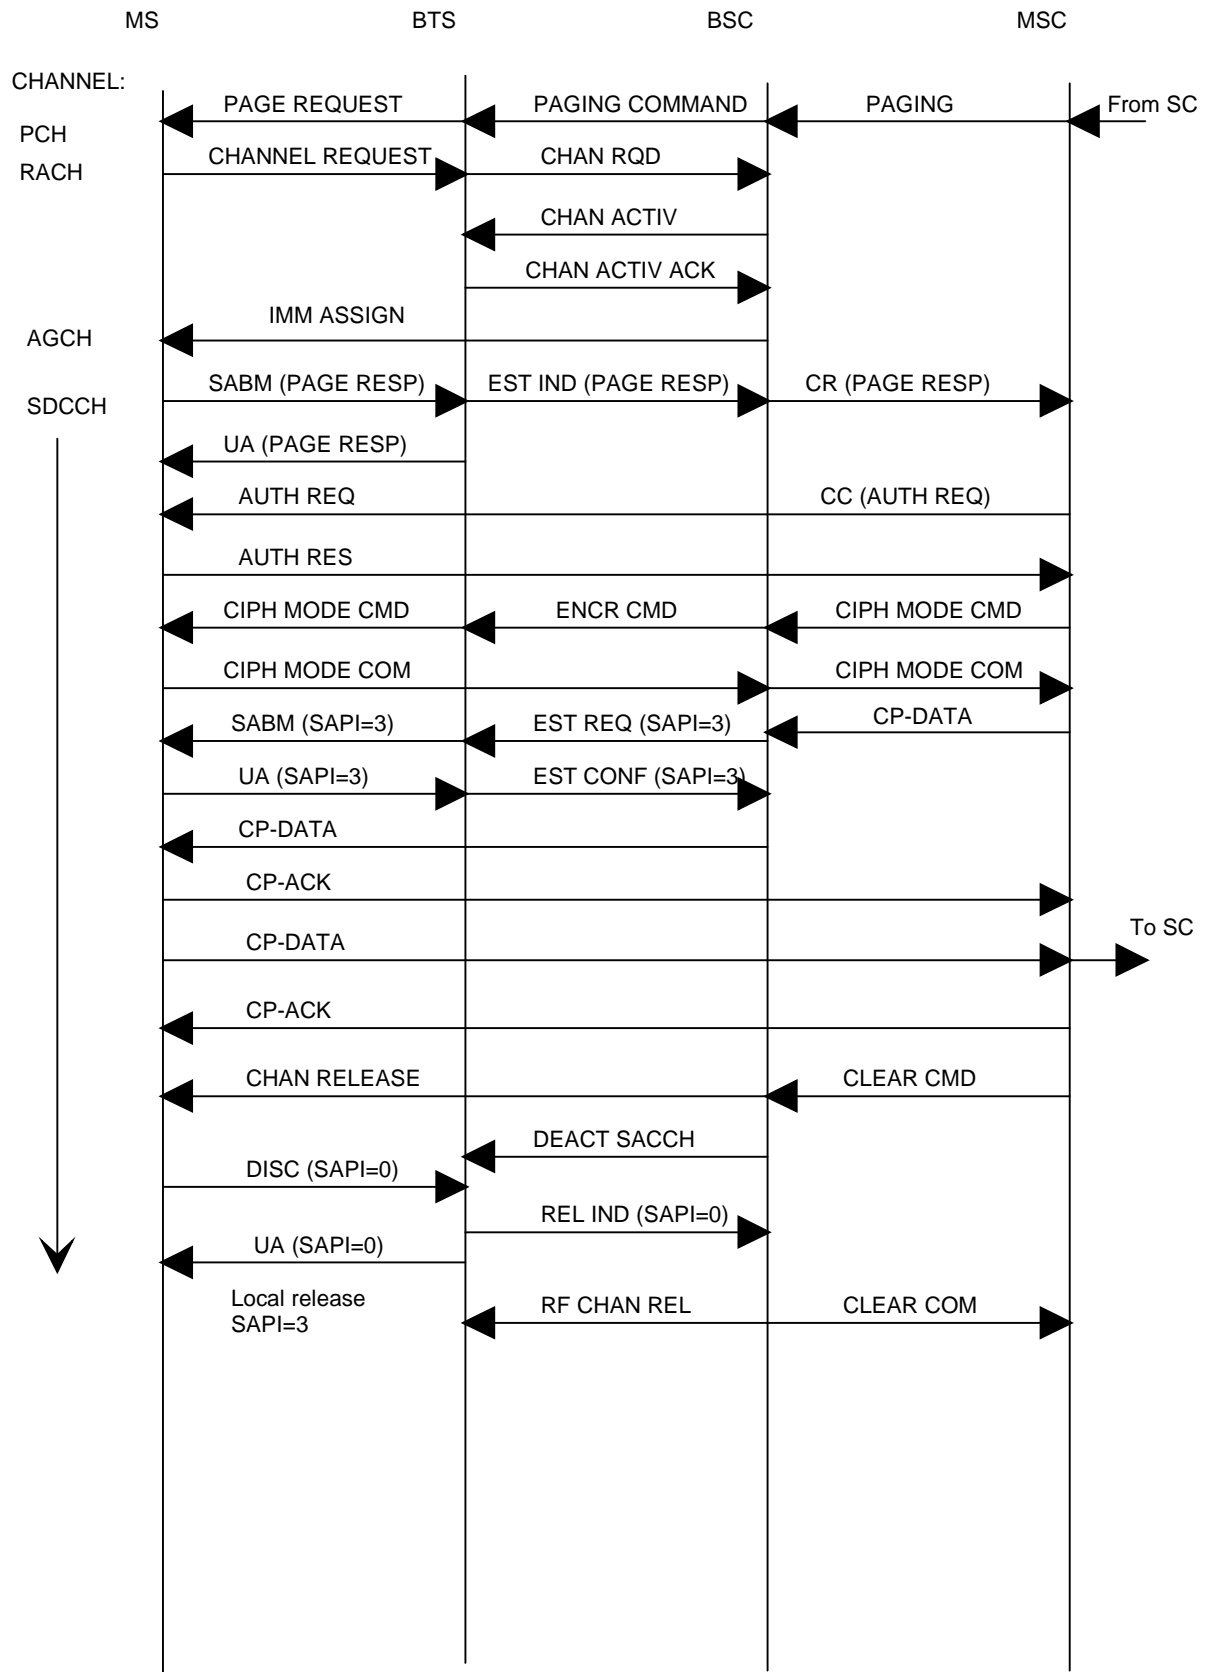 MS BTS BSC MSC
CHANNEL:
PAGE REQUEST PAGING COMMAND PAGING From SC
PCH
CHANNEL REQUEST CHAN RQD
RACH
CHAN ACTIV
CHAN ACTIV ACK
IMM ASSIGN
AGCH
SABM (PAGE RESP) EST IND (PAGE RESP) CR (PAGE RESP)
SDCCH
UA (PAGE RESP)
AUTH REQ CC (AUTH REQ)
AUTH RES
CIPH MODE CMD ENCR CMD CIPH MODE CMD
CIPH MODE COM CIPH MODE COM
SABM (SAPI=3) EST REQ (SAPI=3) CP-DATA
UA (SAPI=3) EST CONF (SAPI=3)
CP-DATA
CP-ACK
To SC
CP-DATA
CP-ACK
CHAN RELEASE CLEAR CMD
DEACT SACCH
DISC (SAPI=0)
REL IND (SAPI=0)
UA (SAPI=0)
Local release RF CHAN REL CLEAR COM
SAPI=3